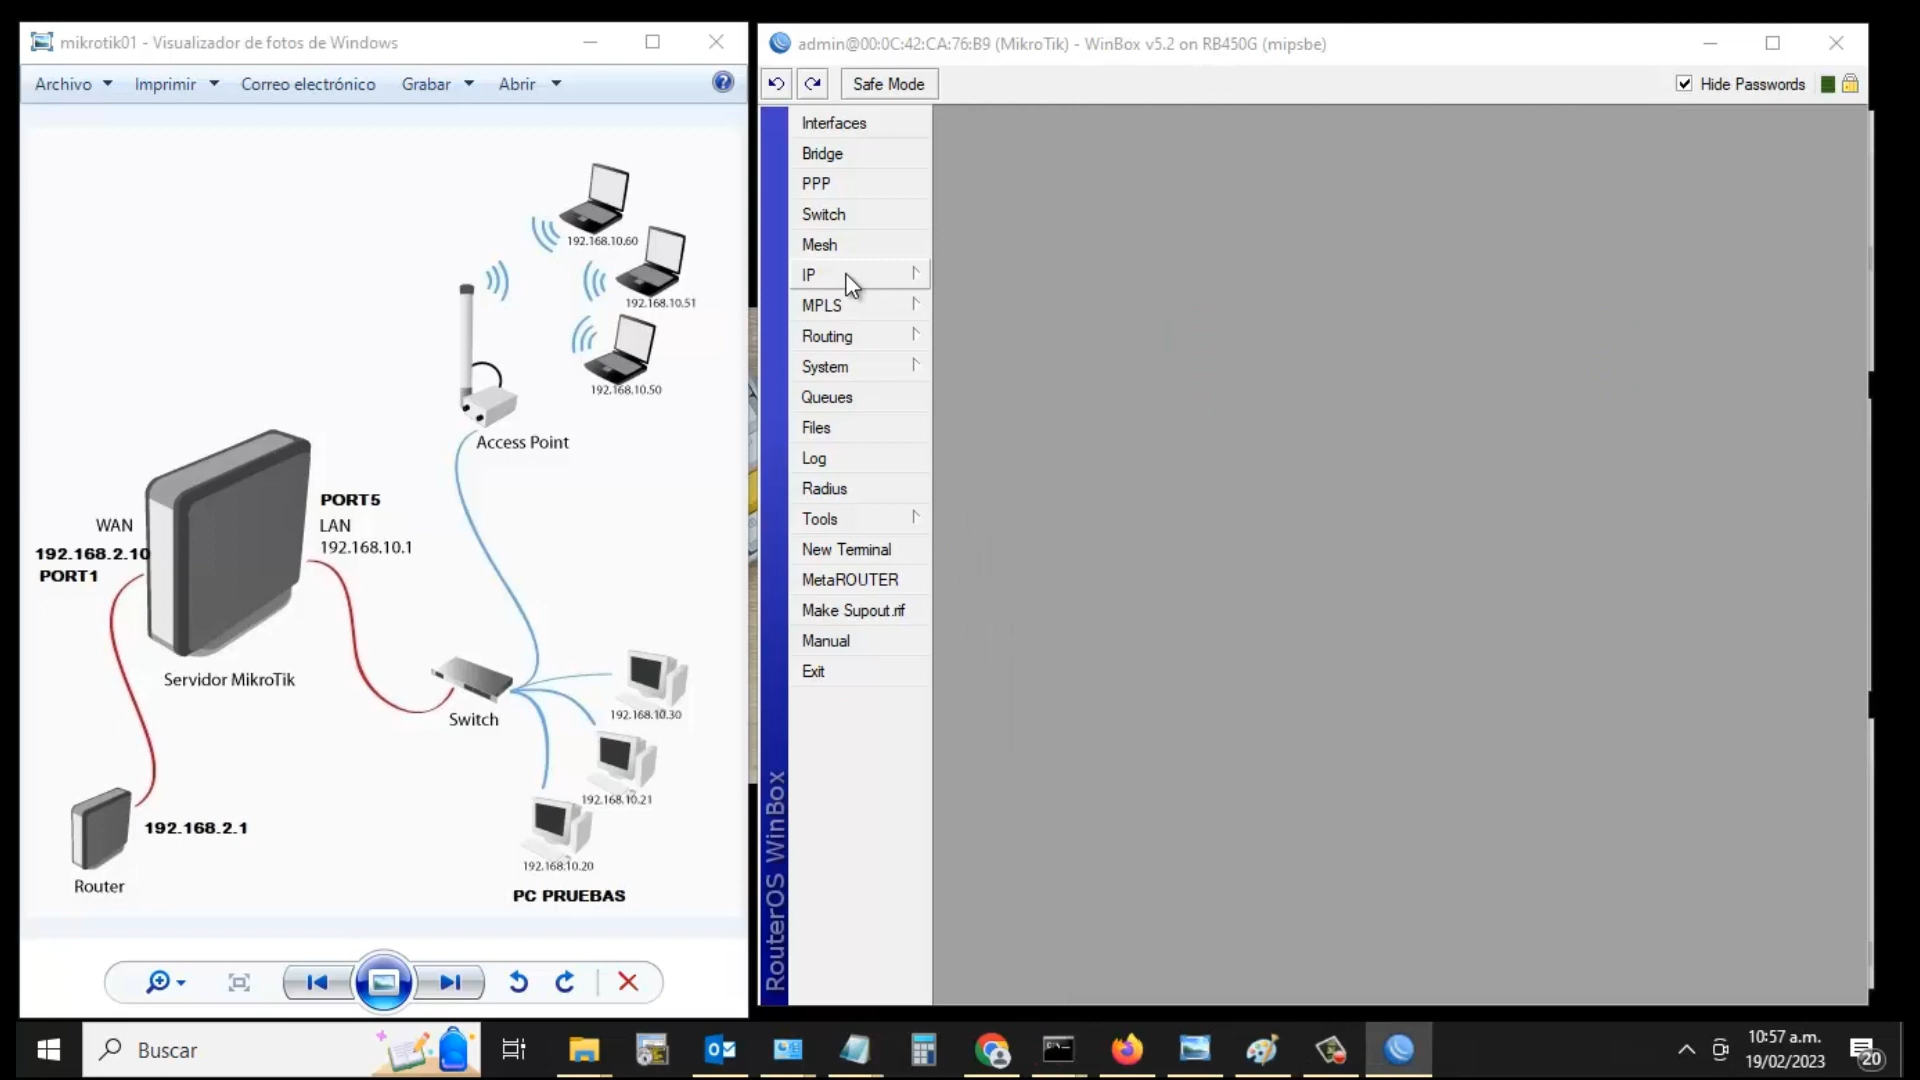 mikrotik01 - Visualizador de fotos de Windows
Archivo Imprimir Correo electrónico Grabar Abrir
192.168.10.60
192.168.10.51
192.168.10.50
Access Point
PORT5
WAN LAN
192.168.2.10 192.168.10.1
PORT1
Servidor MikroTik
Switch
192.168.10.30
192.168.10.21
192.168.2.1
192.168.10.20
Router
PC PRUEBAS
admin@00:0C:42:CA:76:B9 (MikroTik) - WinBox v5.2 on RB450G (mipsbe)
Safe Mode Hide Passwords
Interfaces
Bridge
PPP
Switch
Mesh
IP
MPLS
Routing
System
Queues
Files
Log
Radius
Tools
New Terminal
MetaROUTER
Make Supout.rif
Manual
Exit
RouterOS WinBox
Buscar
10:57 a.m.
19/02/2023
20